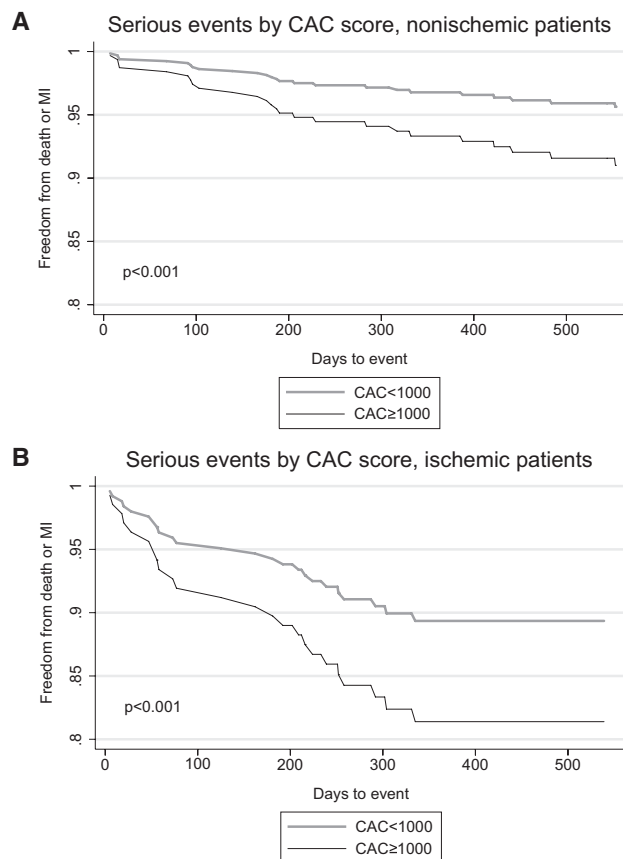 A
Serious events by CAC score, nonischemic patients
Freedom from death or MI
1
.95
.9
.85
.8
p<0.001
0 100 200 300 400 500
Days to event
CAC<1000
CAC≥1000
B
Serious events by CAC score, ischemic patients
Freedom from death or MI
1
.95
.9
.85
.8
p<0.001
0 100 200 300 400 500
Days to event
CAC<1000
CAC≥1000